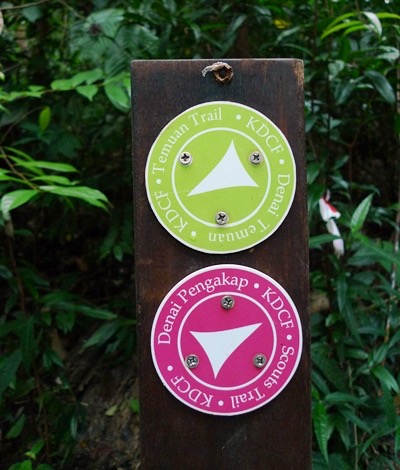 KDCF • Denai Pengakap •
KDCF • Scouts Trail •
KDCF • Temuan Trail •
KDCF • Denai Temuan •